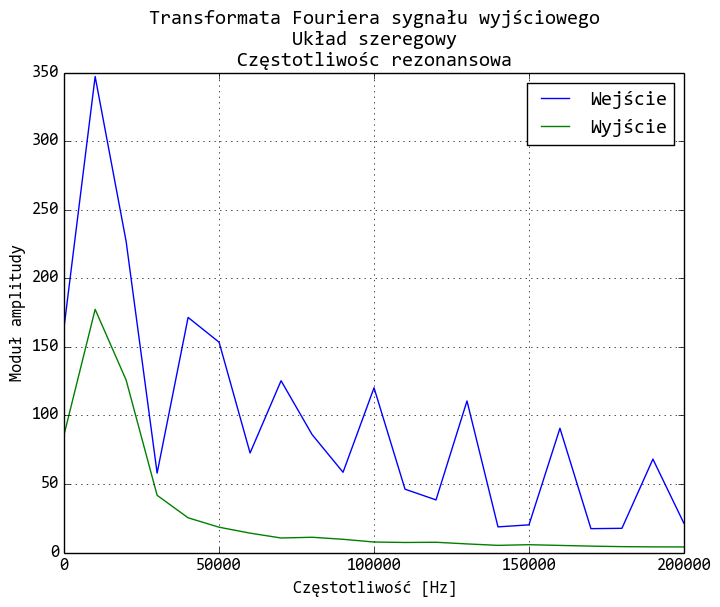 Transformata Fouriera sygnału wyjściowego
Układ szeregowy
Częstotliwośc rezonansowa
350
300
250
200
150
100
50
0
Moduł amplitudy
Wejście
Wyjście
0 50000 100000 150000 200000
Częstotliwość [Hz]